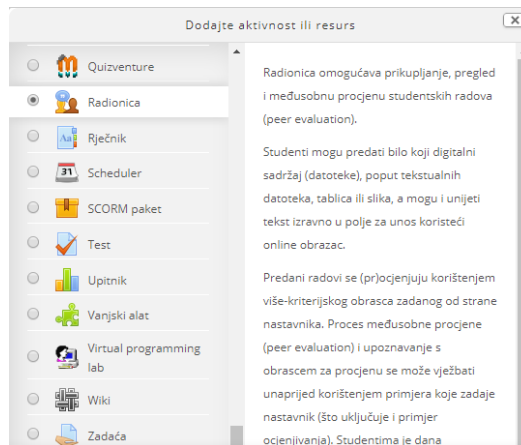 Dodajte aktivnost ili resurs
Quizventure
Radionica
Rječnik
Scheduler
SCORM paket
Test
Upitnik
Vanjski alat
Virtual programming
lab
Wiki
Zadaća
Radionica omogućava prikupljanje, pregled
i međusobnu procjenu studentskih radova
(peer evaluation).
Studenti mogu predati bilo koji digitalni
sadržaj (datoteke), poput tekstualnih
datoteka, tablica ili slika, a mogu i unijeti
tekst izravno u polje za unos koristeći
online obrazac.
Predani radovi se (pr)ocjenjuju korištenjem
više-kriterijskog obrasca zadanog od strane
nastavnika. Proces međusobne procjene
(peer evaluation) i upoznavanje s
obrascem za procjenu se može vježbati
unaprijed korištenjem primjera koje zadaje
nastavnik (što uključuje i primjer
ocjenjivanja). Studentima je dana